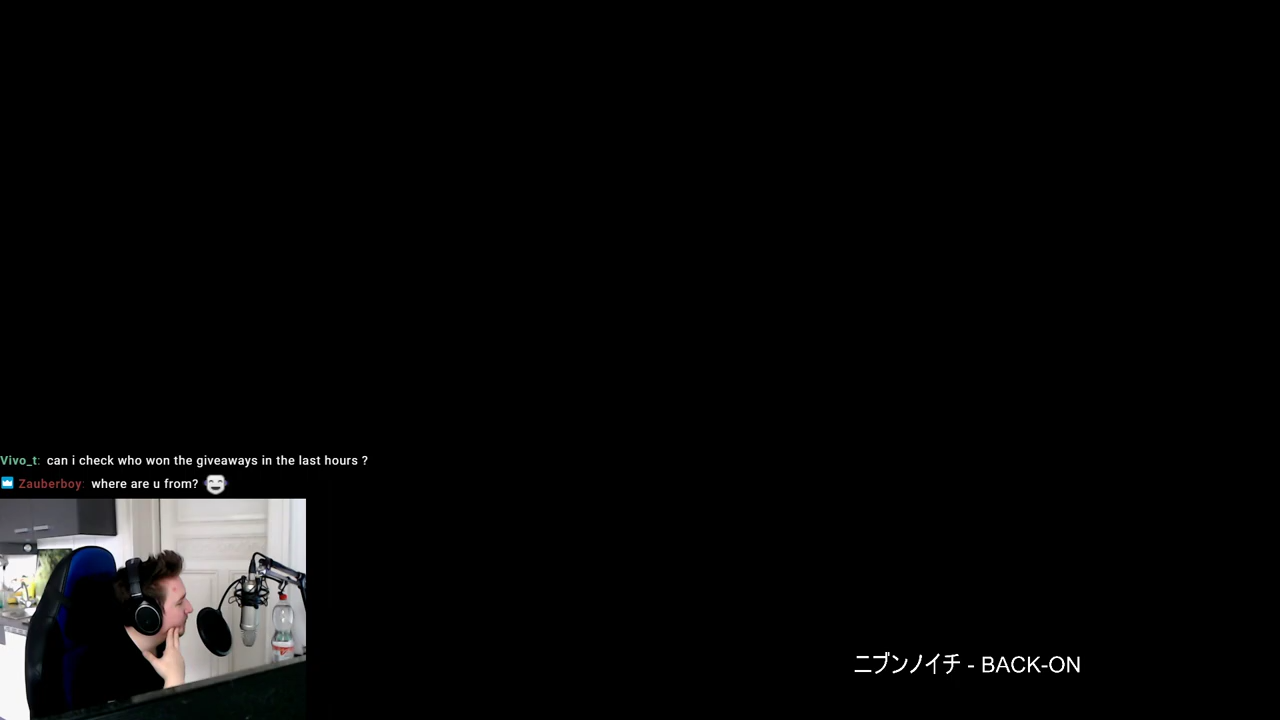 Vivo_t: can i check who won the giveaways in the last hours ?
Zauberboy: where are u from?
ニブンノイチ - BACK-ON